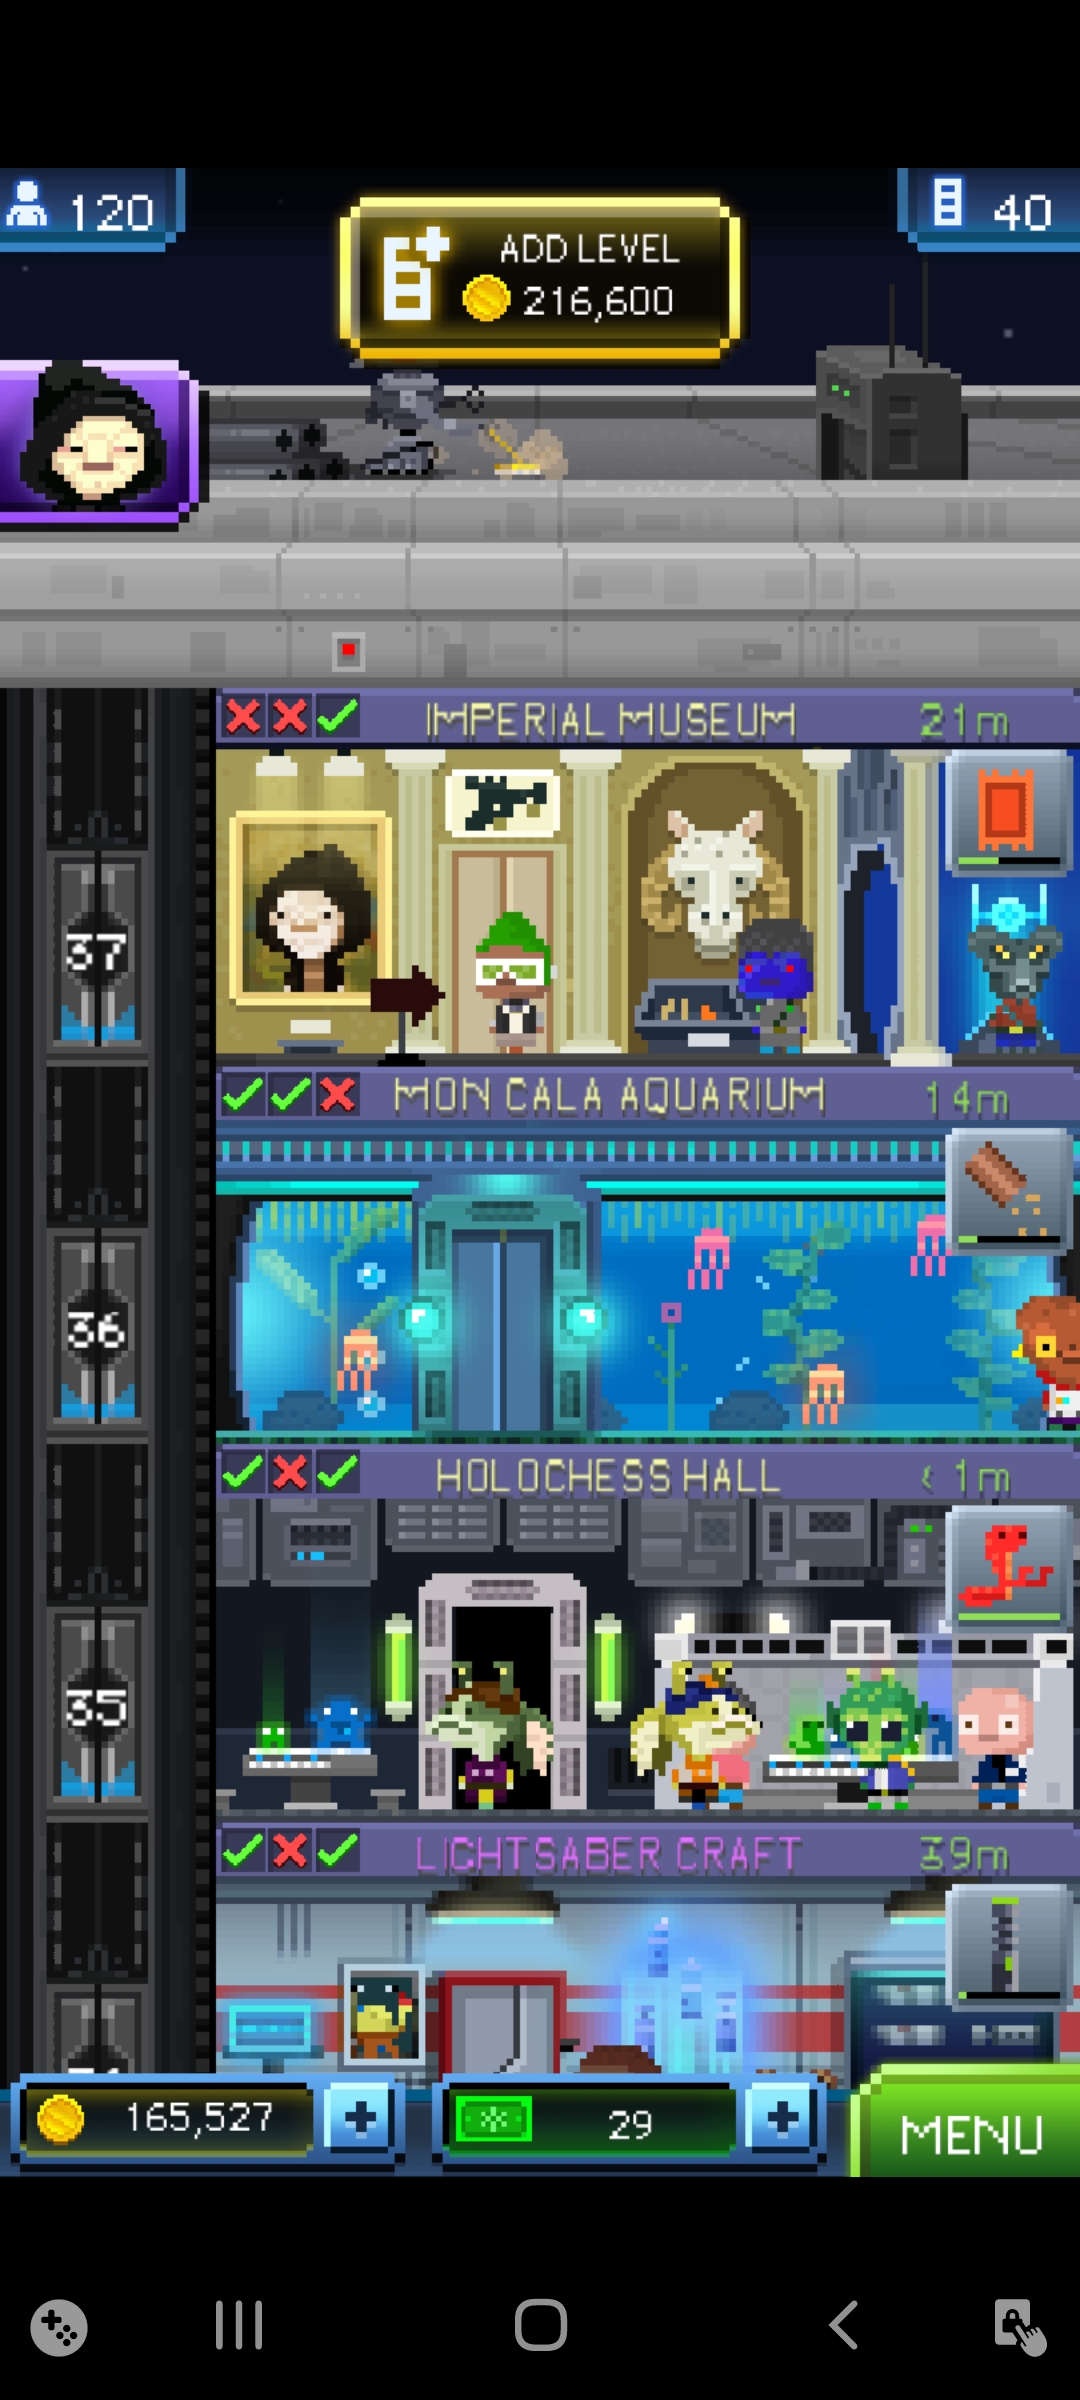 120
ADD LEVEL
216,600
40
IMPERIAL MUSEUM 21m
37
MON CALA AQUARIUM 14m
36
HOLOCHESS HALL < 1m
35
LIGHTSABER CRAFT 39m
165,527 +
29 +
MENU